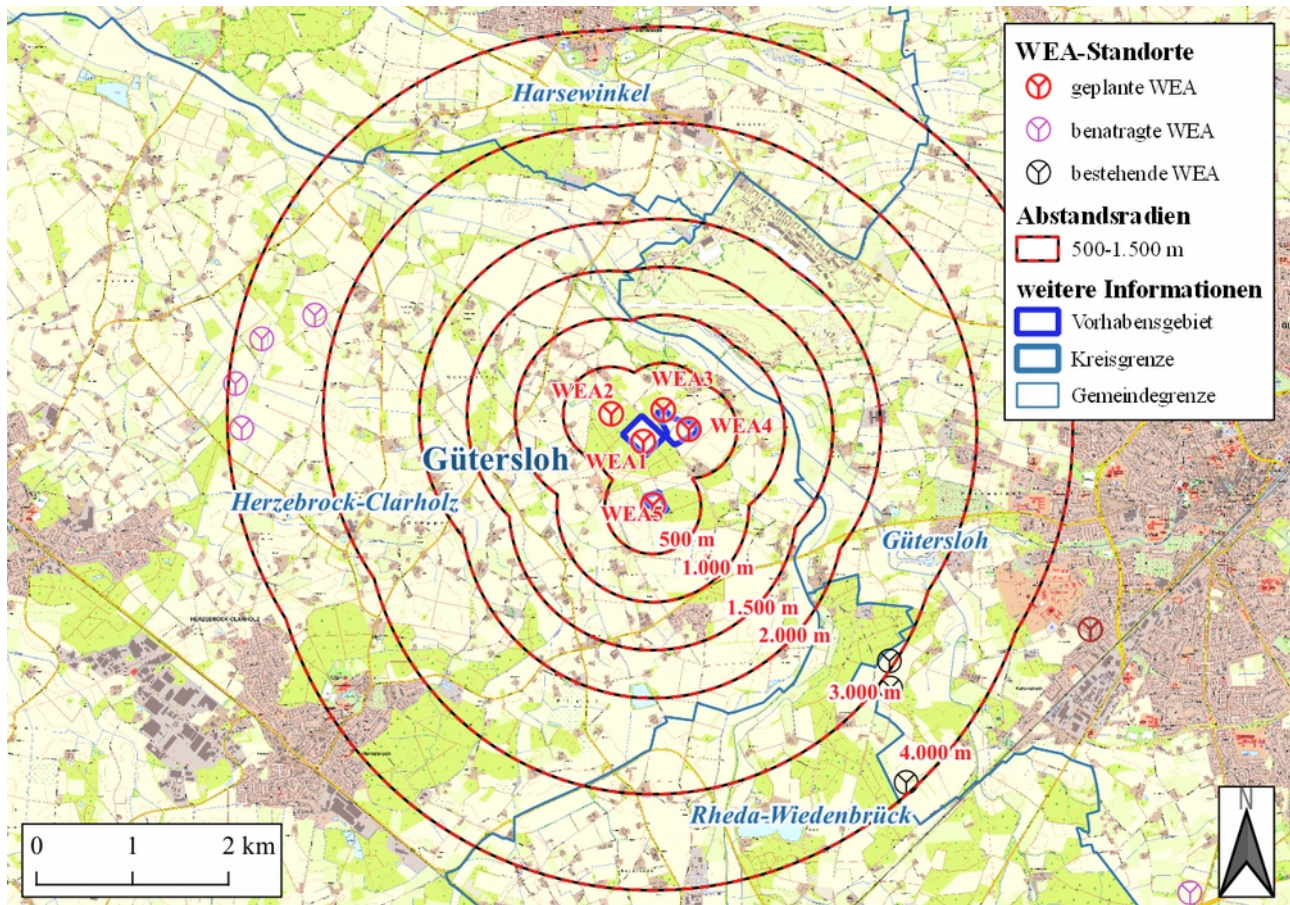 WEA-Standorte
geplante WEA
benatragte WEA
bestehende WEA
Abstandsradien
500-1.500 m
weitere Informationen
Vorhabensgebiet
Kreisgrenze
Gemeindegrenze
Harsewinkel
WEA3
WEA2
WEA4
WEA1
Gütersloh
Herzebrock-Clarholz
WEA5
500 m
Gütersloh
1.000 m
1.500 m
HERZEBROCK-CLARHOLZ
2.000 m
3.000 m
4.000 m
Rheda-Wiedenbrück
N
0 1 2 km